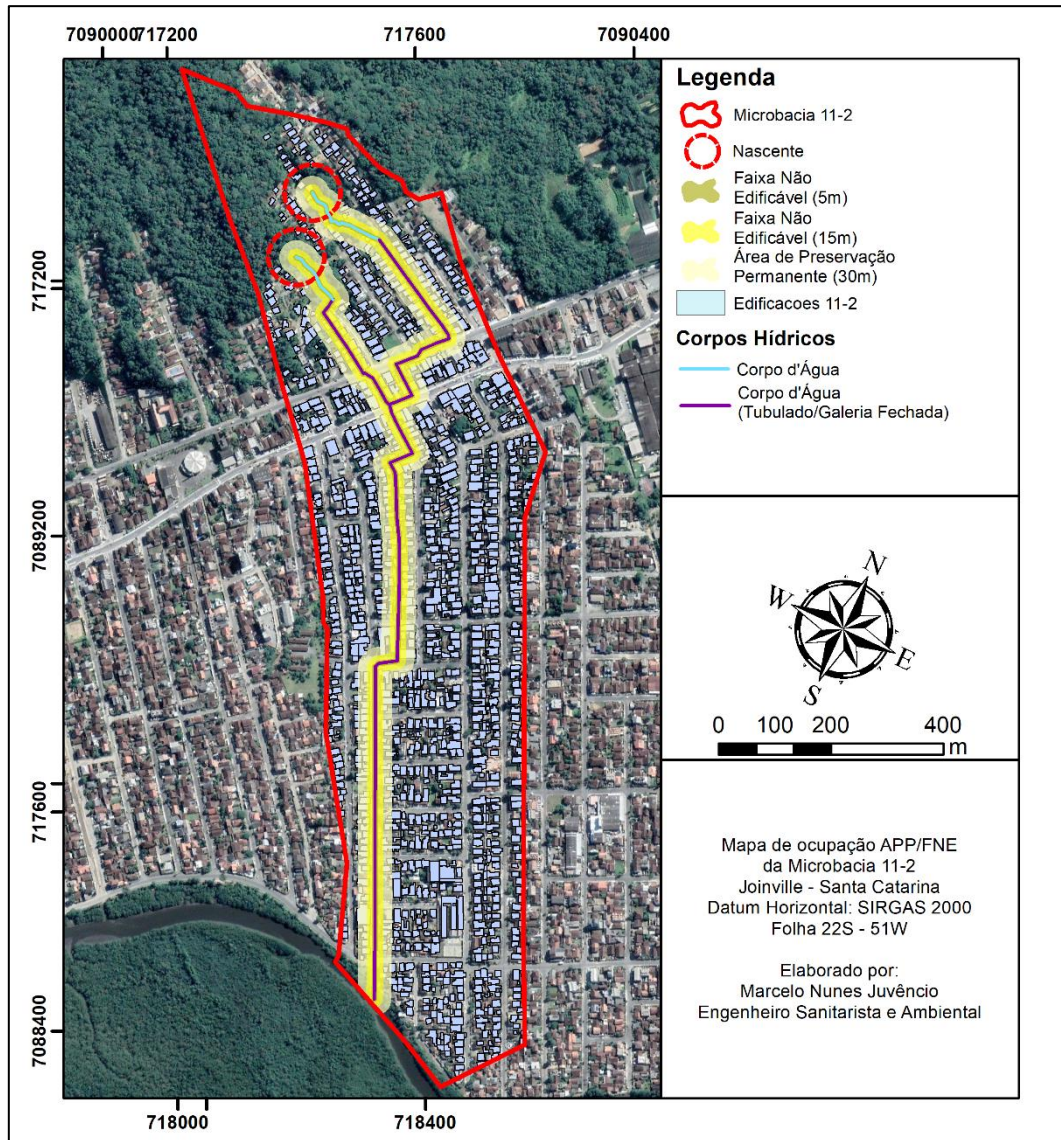 7090000 717200 717600 7090400
717200
7089200
717600
7088400
718000 718400
Legenda
Microbacia 11-2
Nascente
Faixa Não
Edificável (5m)
Faixa Não
Edificável (15m)
Área de Preservação
Permanente (30m)
Edificacoes 11-2
Corpos Hídricos
Corpo d'Água
Corpo d'Água
(Tubulado/Galeria Fechada)
N
W
E
S
0 100 200 400
m
Mapa de ocupação APP/FNE
da Microbacia 11-2
Joinville - Santa Catarina
Datum Horizontal: SIRGAS 2000
Folha 22S - 51W
Elaborado por:
Marcelo Nunes Juvêncio
Engenheiro Sanitarista e Ambiental